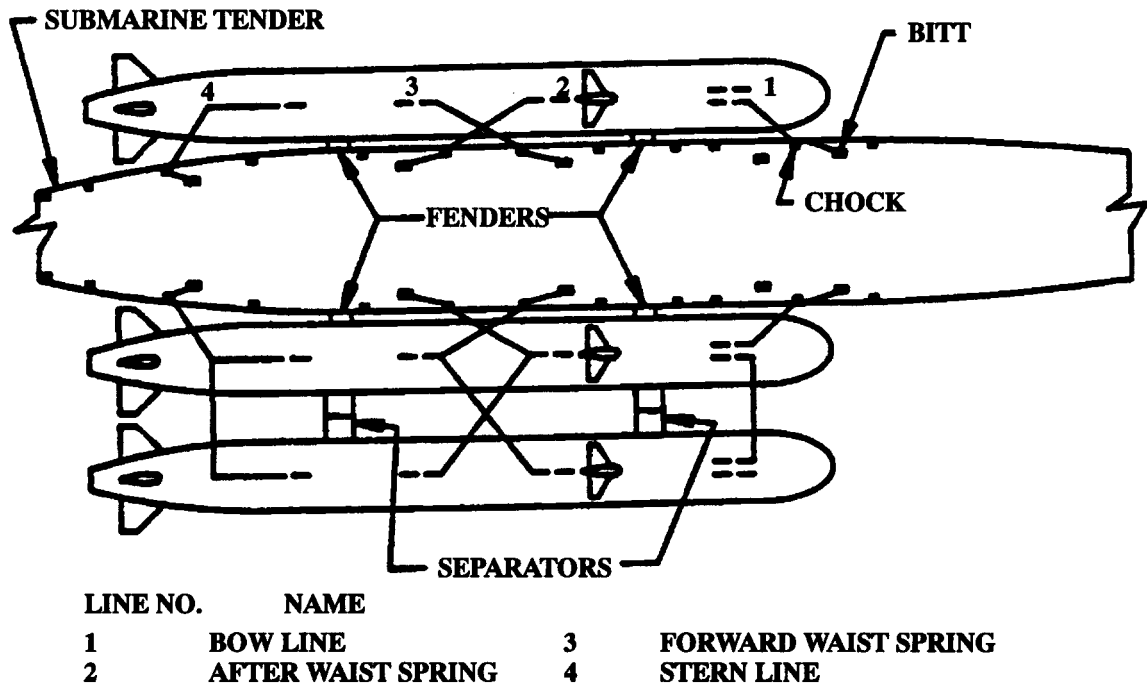 SUBMARINE TENDER
BITT
4 3 2 1
CHOCK
FENDERS
SEPARATORS
LINE NO. NAME
1 BOW LINE 3 FORWARD WAIST SPRING
2 AFTER WAIST SPRING 4 STERN LINE